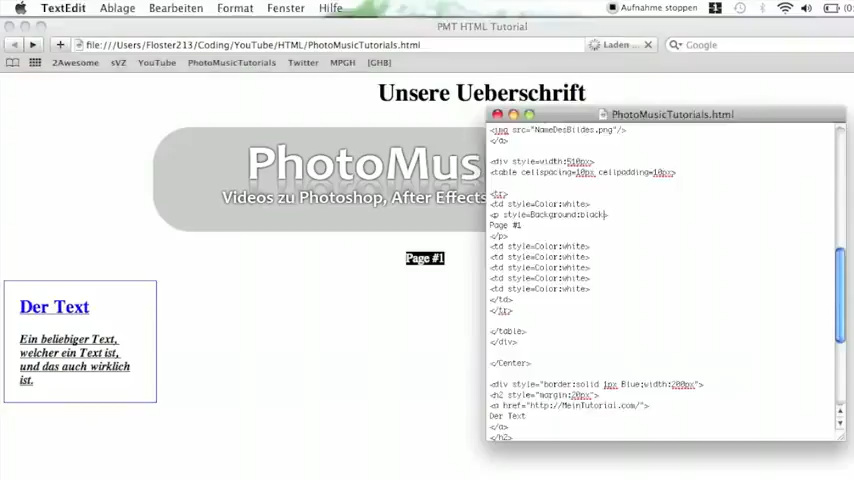 TextEdit Ablage Bearbeiten Format Fenster Hilfe Aufnahme stoppen
PMT HTML Tutorial
file:///Users/Floster213/Coding/YouTube/HTML/PhotoMusicTutorials.html Laden... Google
2Awesome sVZ YouTube PhotoMusicTutorials Twitter MPGH [GHB]
Unsere Ueberschrift
PhotoMus
Videos zu Photoshop, After Effects
Page #1
Der Text
Ein beliebiger Text,
welcher ein Text ist,
und das auch wirklich
ist.
PhotoMusicTutorials.html
<img src="NameDesBildes.png"/>
</a>
<div style=width:510px>
<table cellspacing=10px cellpadding=10px>
<tr>
<td style=Color:white>
<p style=Background:black>
Page #1
</p>
<td style=Color:white>
<td style=Color:white>
<td style=Color:white>
<td style=Color:white>
<td style=Color:white>
</td>
</tr>
</table>
</div>
</Center>
<div style="border:solid 1px Blue;width:200px">
<h2 style="margin:20px">
<a href="http://MeinTutorial.com/">
Der Text
</a>
</h2>